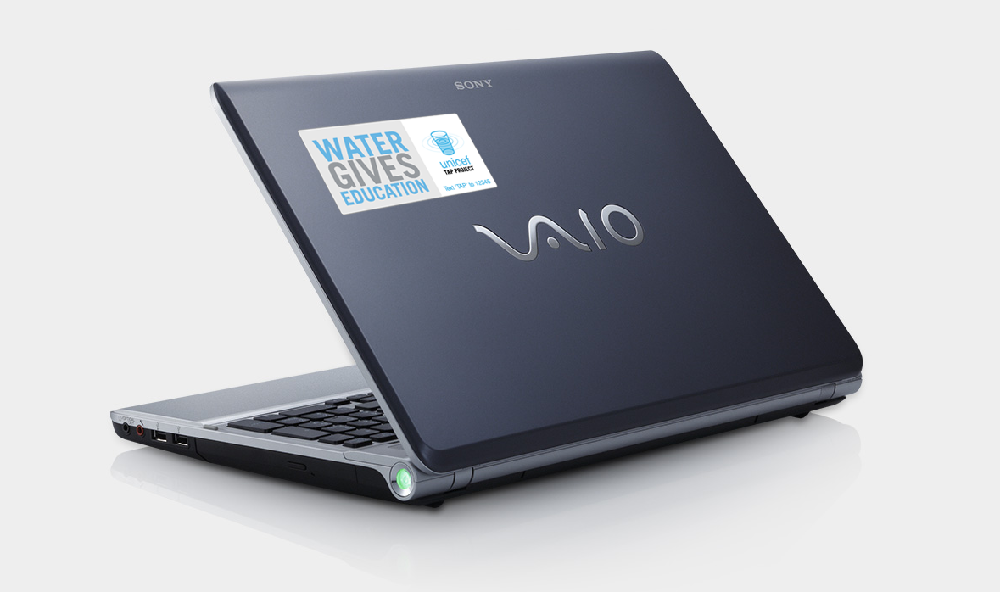 SONY
WATER
GIVES
EDUCATION
unicef
TAP PROJECT
Text "TAP" to 12345
VAIO